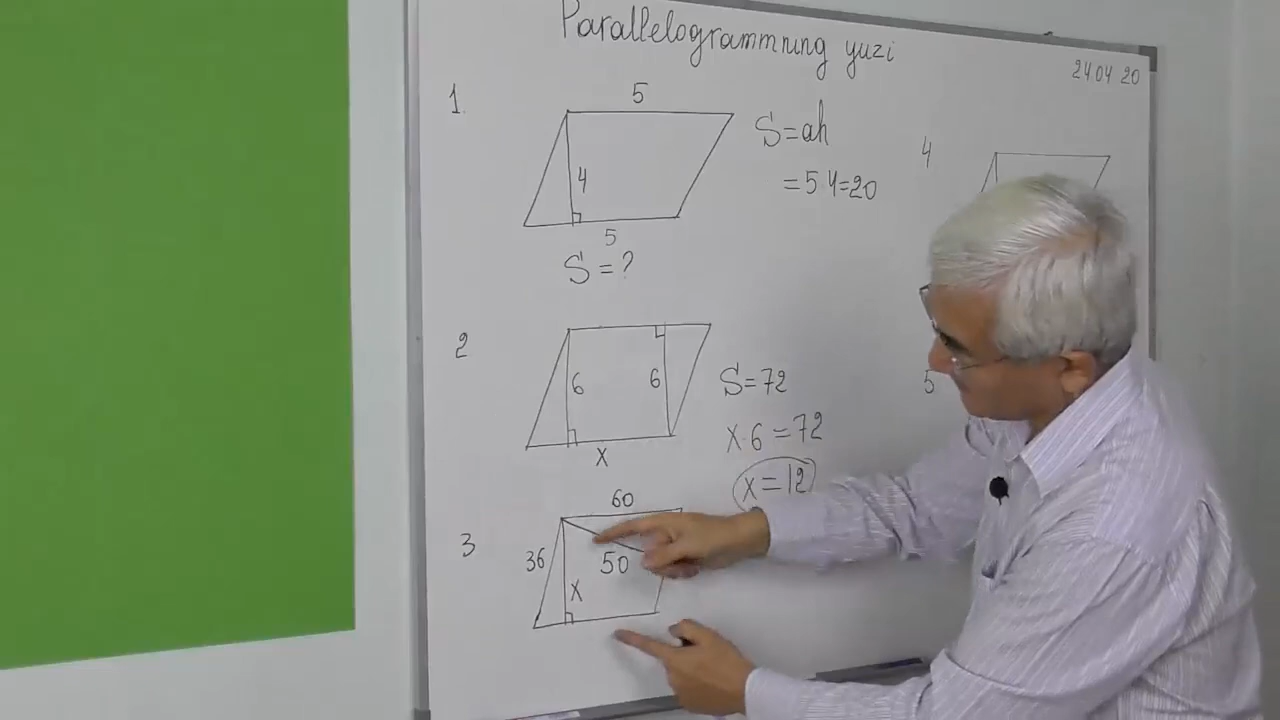 Parallelogrammning yuzi
24 04 20
1.
5
4
5
S = ah
= 5·4=20
S = ?
2
6
6
x
S=72
x·6=72
x=12
3
60
36
50
x
4
5